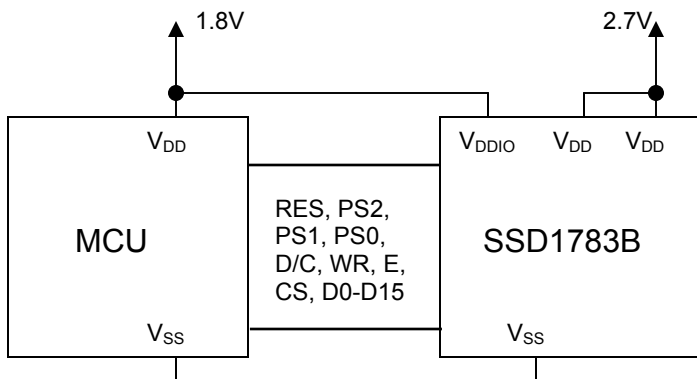 1.8V
2.7V
VDD
VDDIO
VDD
VDD
RES, PS2,
PS1, PS0,
D/C, WR, E,
CS, D0-D15
MCU
SSD1783B
VSS
VSS